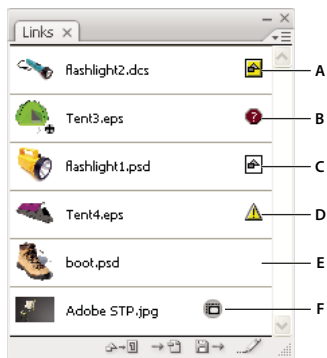 Links
flashlight2.dcs A
Tent3.eps B
flashlight1.psd C
Tent4.eps D
boot.psd E
Adobe STP.jpg F